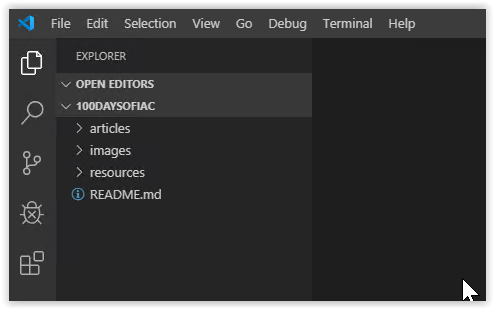 File Edit Selection View Go Debug Terminal Help
EXPLORER
OPEN EDITORS
100DAYSOFIAC
articles
images
resources
README.md